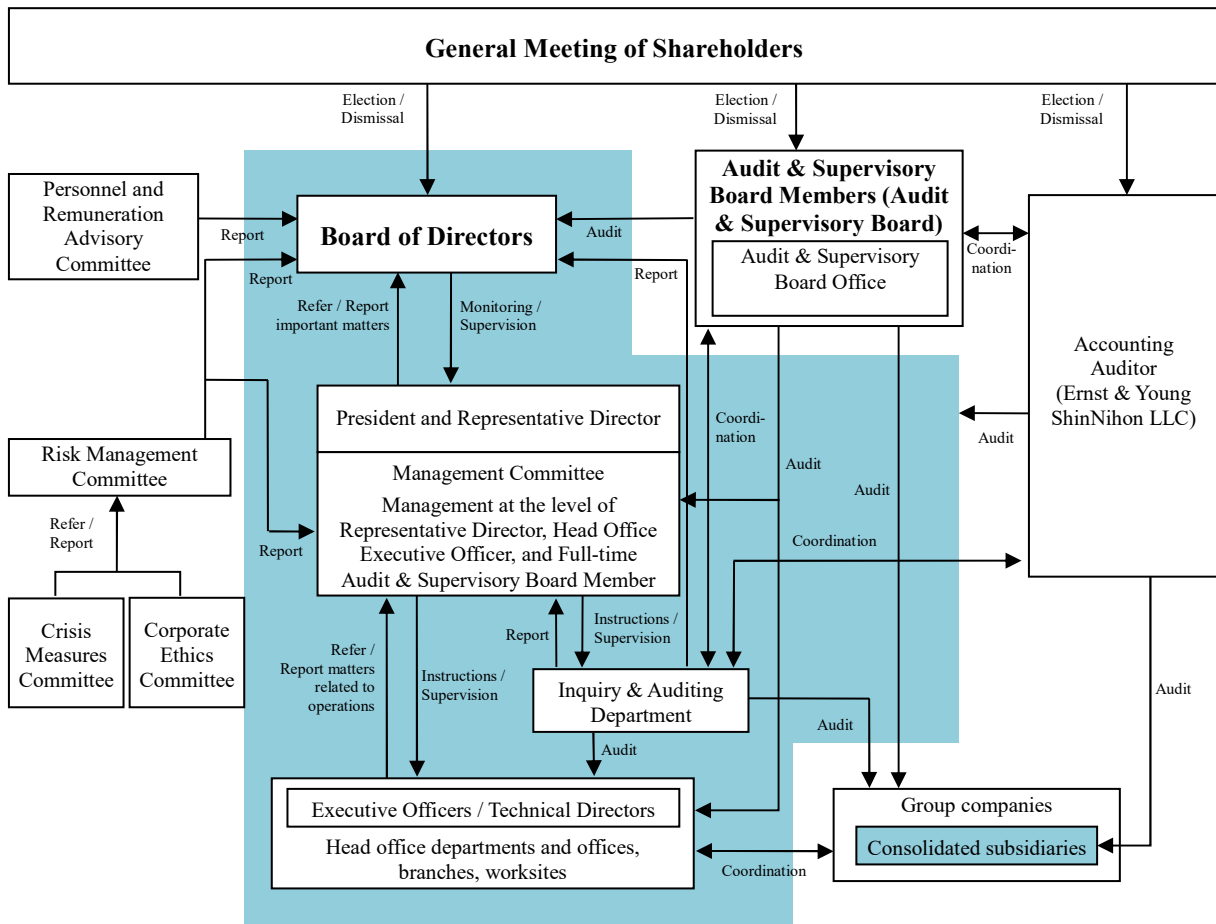 General Meeting of Shareholders
Election /
Dismissal
Election /
Dismissal
Election /
Dismissal
Personnel and
Remuneration
Advisory
Committee
Report
Report
Board of Directors
Audit
Report
Audit & Supervisory
Board Members (Audit
& Supervisory Board)
Audit & Supervisory
Board Office
Coordi-
nation
Refer / Report
important matters
Monitoring /
Supervision
Accounting
Auditor
(Ernst & Young
ShinNihon LLC)
Audit
President and Representative Director
Coordi-
nation
Risk Management
Committee
Management Committee
Management at the level of
Representative Director, Head Office
Executive Officer, and Full-time
Audit & Supervisory Board Member
Audit
Audit
Refer /
Report
Report
Coordination
Crisis
Measures
Committee
Corporate
Ethics
Committee
Refer /
Report matters
related to
operations
Instructions /
Supervision
Report
Instructions /
Supervision
Inquiry & Auditing
Department
Audit
Audit
Audit
Executive Officers / Technical Directors
Head office departments and offices,
branches, worksites
Coordination
Group companies
Consolidated subsidiaries